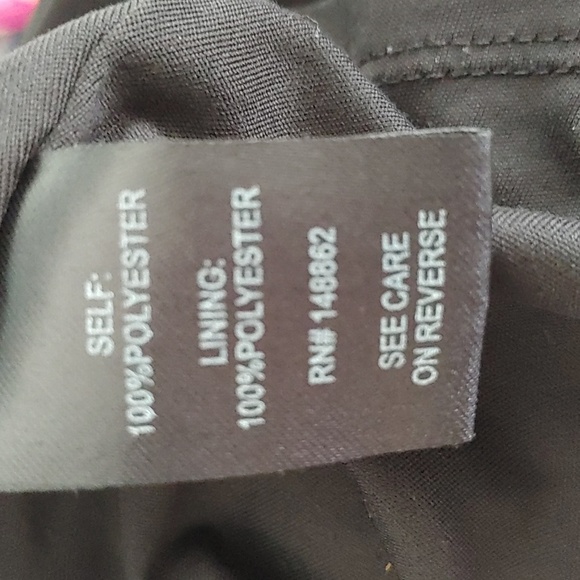 SELF:
100%POLYESTER
LINING:
100%POLYESTER
RN# 148862
SEE CARE
ON REVERSE